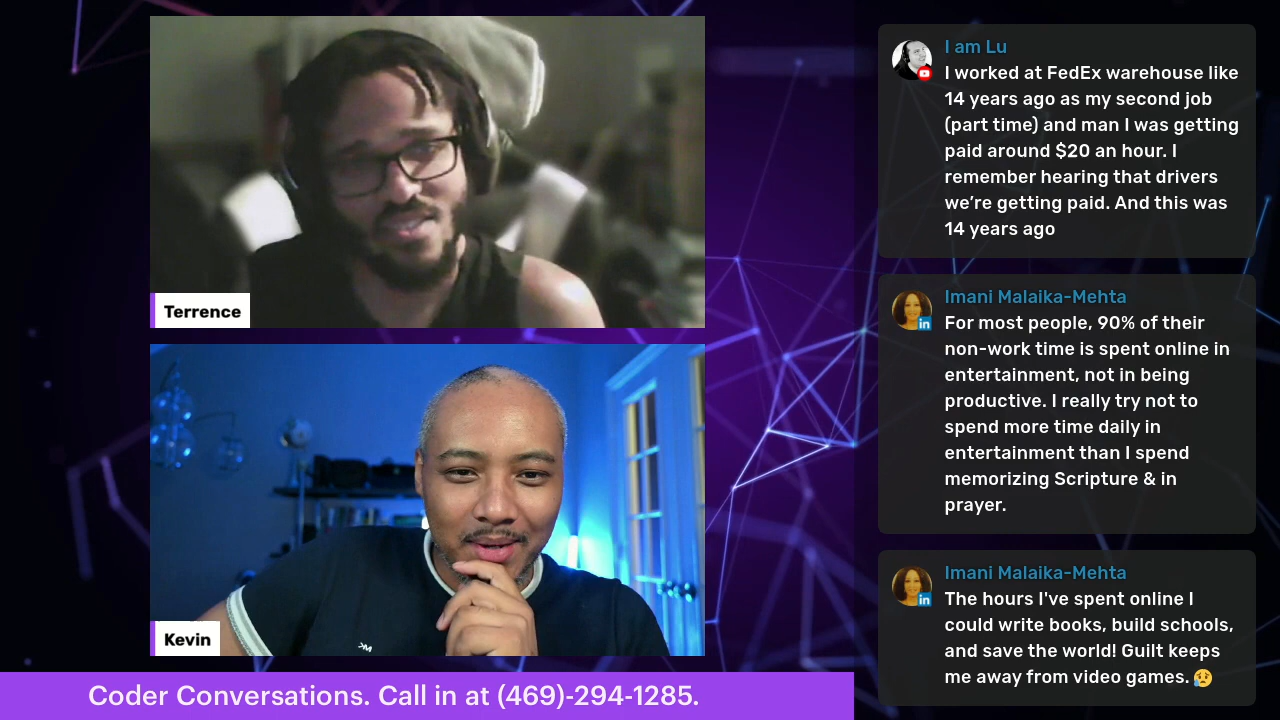 I am Lu
I worked at FedEx warehouse like
14 years ago as my second job
(part time) and man I was getting
paid around $20 an hour. I
remember hearing that drivers
we’re getting paid. And this was
14 years ago
Terrence
Imani Malaika-Mehta
For most people, 90% of their
non-work time is spent online in
entertainment, not in being
productive. I really try not to
spend more time daily in
entertainment than I spend
memorizing Scripture & in
prayer.
Imani Malaika-Mehta
The hours I've spent online I
could write books, build schools,
and save the world! Guilt keeps
me away from video games. 😥
Kevin
Coder Conversations. Call in at (469)-294-1285.